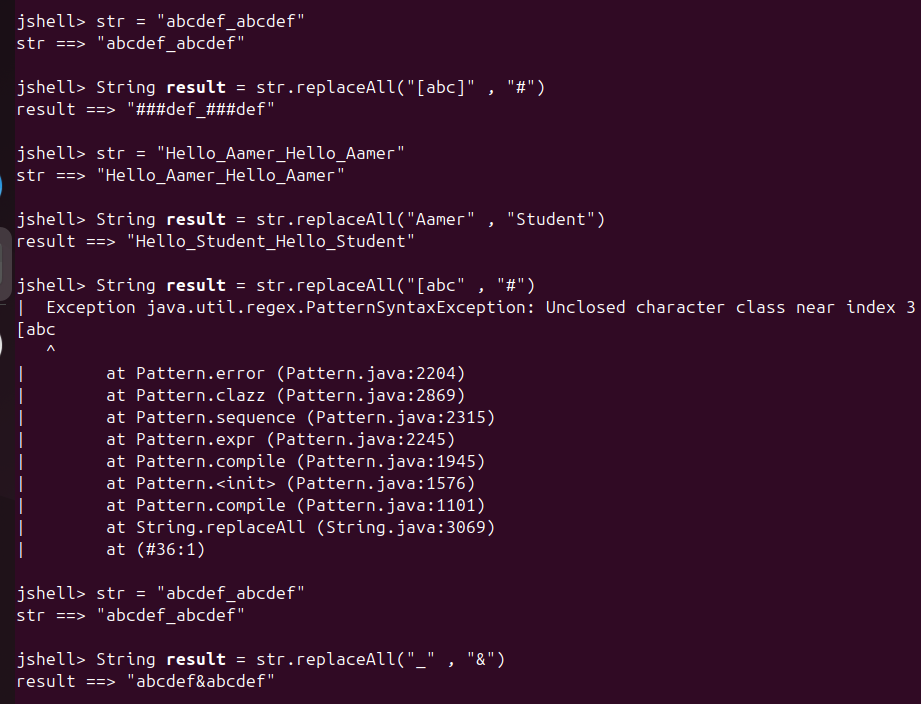 jshell> str = "abcdef_abcdef"
str ==> "abcdef_abcdef"
jshell> String result = str.replaceAll("[abc]" , "#")
result ==> "###def_###def"
jshell> str = "Hello_Aamer_Hello_Aamer"
str ==> "Hello_Aamer_Hello_Aamer"
jshell> String result = str.replaceAll("Aamer" , "Student")
result ==> "Hello_Student_Hello_Student"
jshell> String result = str.replaceAll("[abc" , "#")
|  Exception java.util.regex.PatternSyntaxException: Unclosed character class near index 3
[abc
   ^
|        at Pattern.error (Pattern.java:2204)
|        at Pattern.clazz (Pattern.java:2869)
|        at Pattern.sequence (Pattern.java:2315)
|        at Pattern.expr (Pattern.java:2245)
|        at Pattern.compile (Pattern.java:1945)
|        at Pattern.<init> (Pattern.java:1576)
|        at Pattern.compile (Pattern.java:1101)
|        at String.replaceAll (String.java:3069)
|        at (#36:1)
jshell> str = "abcdef_abcdef"
str ==> "abcdef_abcdef"
jshell> String result = str.replaceAll("_" , "&")
result ==> "abcdef&abcdef"